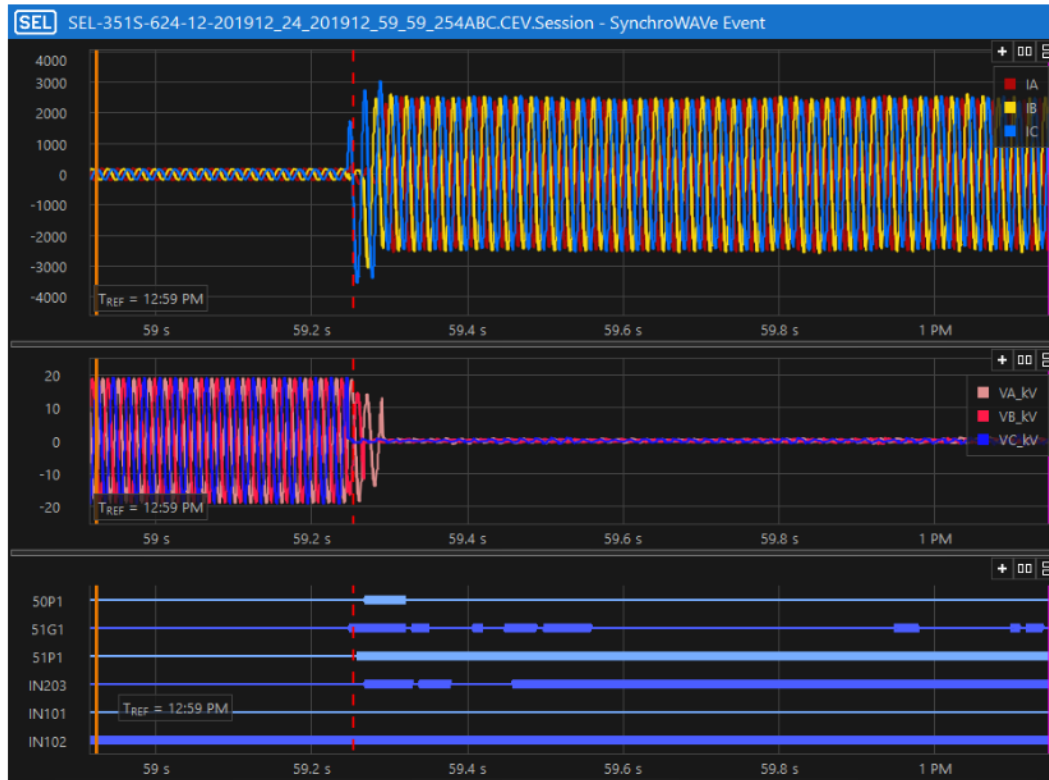 SEL SEL-351S-624-12-201912_24_201912_59_59_254ABC.CEV.Session - SynchroWAVe Event
4000
3000
2000
1000
0
-1000
-2000
-3000
-4000
IA
IB
IC
TREF = 12:59 PM
59 s 59.2 s 59.4 s 59.6 s 59.8 s 1 PM
20
10
0
-10
-20
VA_kV
VB_kV
VC_kV
TREF = 12:59 PM
59 s 59.2 s 59.4 s 59.6 s 59.8 s 1 PM
50P1
51G1
51P1
IN203
IN101
IN102
TREF = 12:59 PM
59 s 59.2 s 59.4 s 59.6 s 59.8 s 1 PM